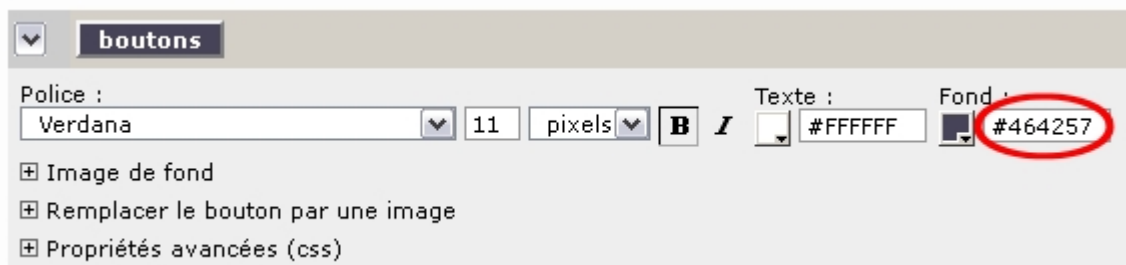 boutons
Police : Texte : Fond :
Verdana 11 pixels B I #FFFFFF #464257
Image de fond
Remplacer le bouton par une image
Propriétés avancées (css)